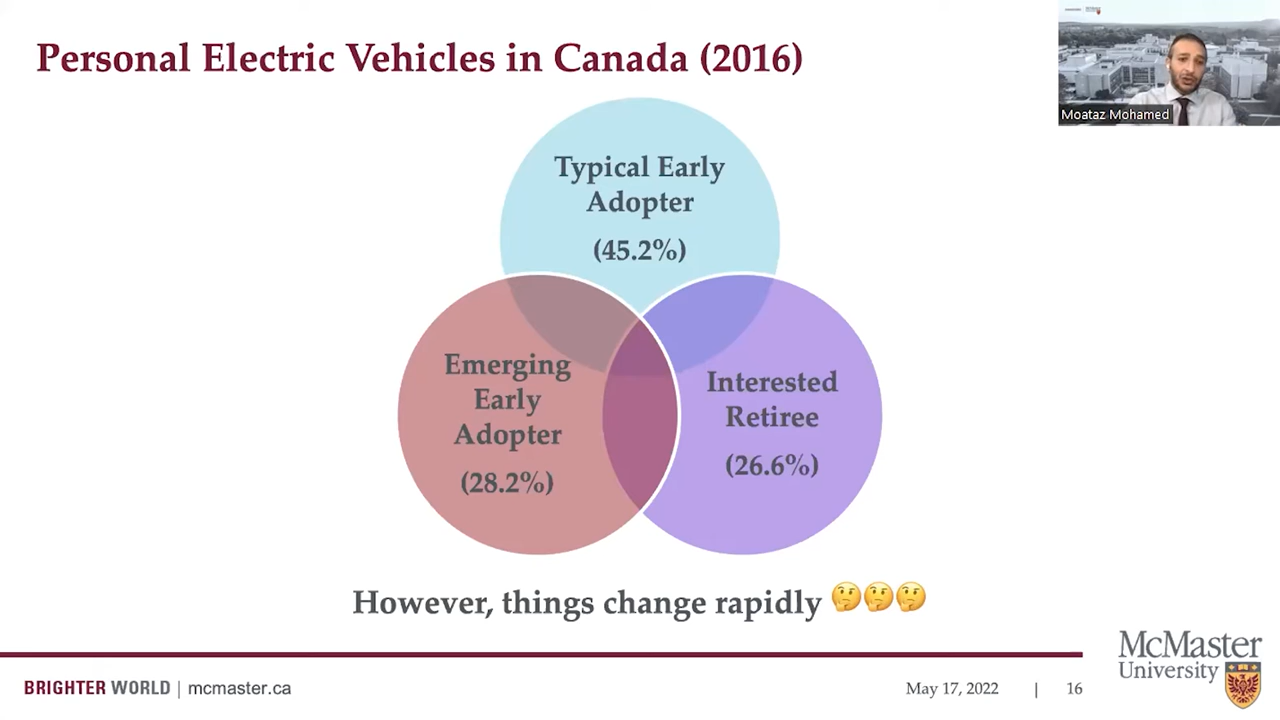 Personal Electric Vehicles in Canada (2016)
Moataz Mohamed
Typical Early
Adopter
(45.2%)
Emerging
Early
Adopter
(28.2%)
Interested
Retiree
(26.6%)
However, things change rapidly 🤔🤔🤔
BRIGHTER WORLD | mcmaster.ca
May 17, 2022 | 16
McMaster
University